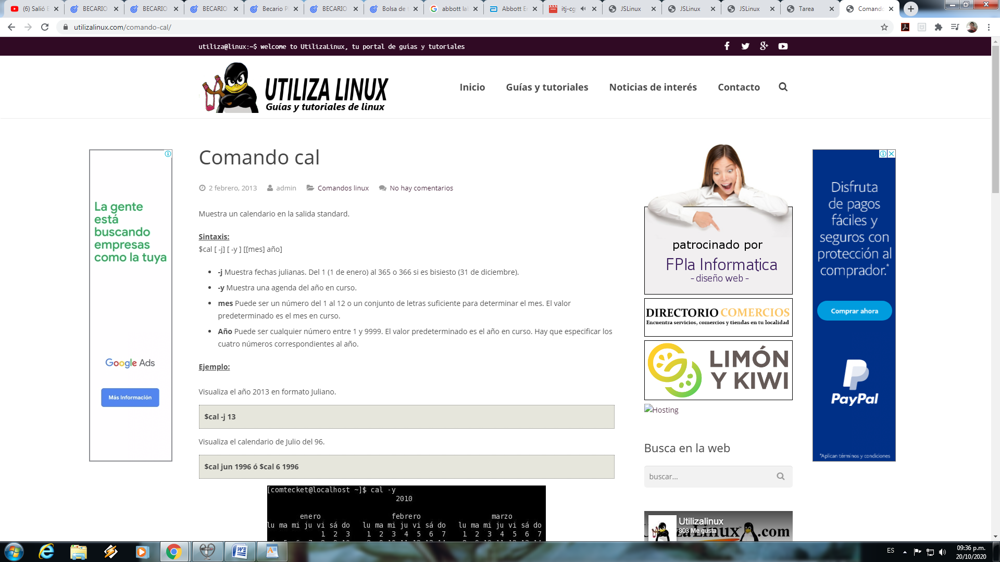 (6) Salió E
BECARIO
BECARIO
BECARIO
Becario P
BECARIO
Bolsa de t
abbott la
Abbott E
itj-cg
JSLinux
JSLinux
JSLinux
Tarea
Comando
utilizalinux.com/comando-cal/
utiliza@linux:~$ welcome to UtilizaLinux, tu portal de guías y tutoriales
UTILIZA LINUX
Guías y tutoriales de linux
Inicio
Guías y tutoriales
Noticias de interés
Contacto
Comando cal
2 febrero, 2013
admin
Comandos linux
No hay comentarios
Muestra un calendario en la salida standard.
Sintaxis:
$cal [ -j] [ -y ] [[mes] año]
-j Muestra fechas julianas. Del 1 (1 de enero) al 365 o 366 si es bisiesto (31 de diciembre).
-y Muestra una agenda del año en curso.
mes Puede ser un número del 1 al 12 o un conjunto de letras suficiente para determinar el mes. El valor
predeterminado es el mes en curso.
Año Puede ser cualquier número entre 1 y 9999. El valor predeterminado es el año en curso. Hay que especificar los
cuatro números correspondientes al año.
Ejemplo:
Visualiza el año 2013 en formato Juliano.
$cal -j 13
Visualiza el calendario de Julio del 96.
$cal jun 1996 ó $cal 6 1996
[comtecket@localhost ~]$ cal -y
2010
enero febrero marzo
lu ma mi ju vi sá do lu ma mi ju vi sá do lu ma mi ju vi sá do
1 2 3 1 2 3 4 5 6 7 1 2 3 4 5 6 7
La gente
está
buscando
empresas
como la tuya
Google Ads
Más Información
patrocinado por
FPla Informatica
- diseño web -
DIRECTORIO COMERCIOS
Encuentra servicios, comercios y tiendas en tu localidad
LIMÓN
Y KIWI
Hosting
Busca en la web
buscar...
Utilizalinux
803 Me gusta
.com
Disfruta
de pagos
fáciles y
seguros con
protección al
comprador.*
Comprar ahora
PayPal
*Aplican términos y condiciones
ES
09:36 p.m.
20/10/2020